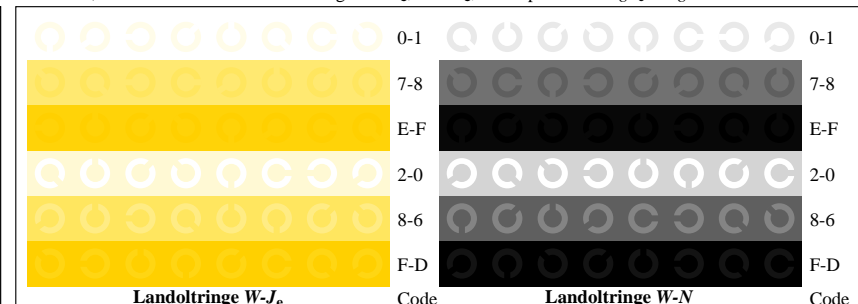 0-1 0-1
7-8 7-8
E-F E-F
2-0 2-0
8-6 8-6
F-D F-D
Landoltringe W-Je Code Landoltringe W-N Code